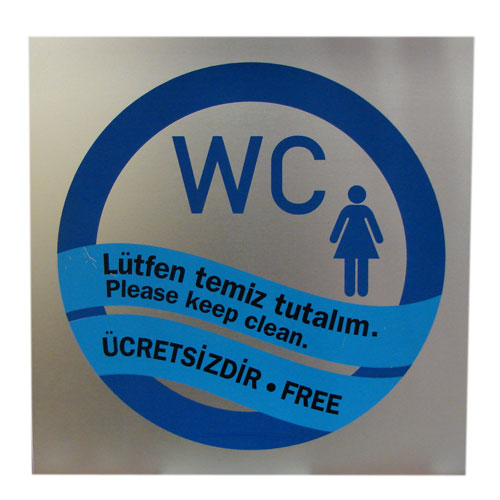 WC
Lütfen temiz tutalım.
Please keep clean.
ÜCRETSİZDİR • FREE